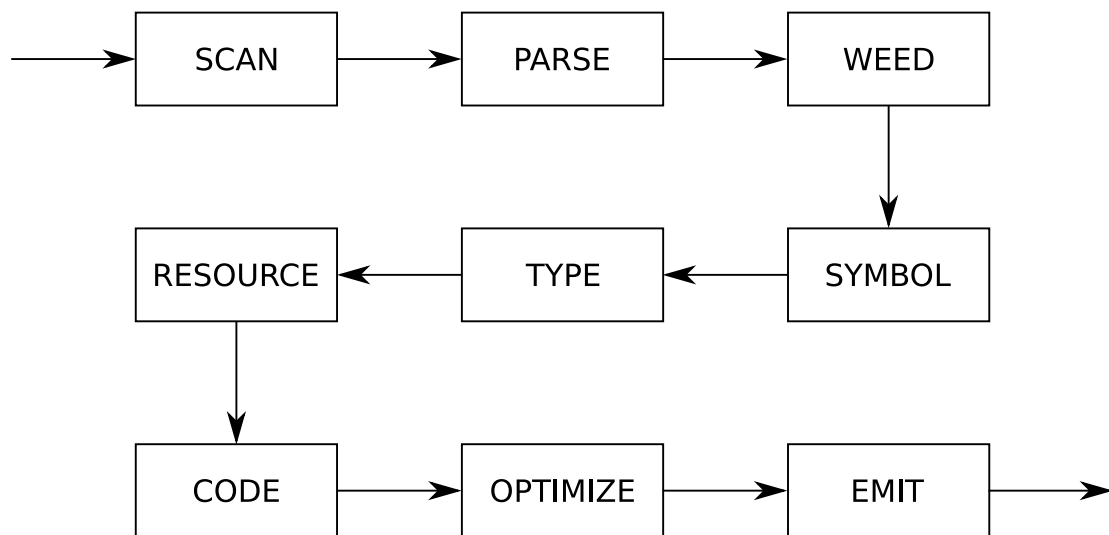 SCAN
PARSE
WEED
SYMBOL
TYPE
RESOURCE
CODE
OPTIMIZE
EMIT